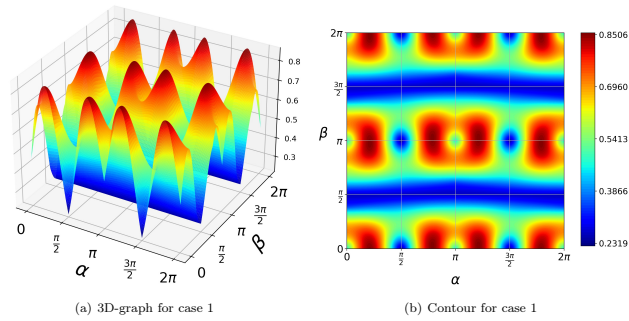 0.8
0.7
0.6
0.5
0.4
0.3
0
π/2
π
3π/2
2π
α
0
π/2
π
3π/2
2π
β
(a) 3D-graph for case 1
2π
3π/2
π
π/2
0
β
0
π/2
π
3π/2
2π
α
0.8506
0.6960
0.5413
0.3866
0.2319
(b) Contour for case 1